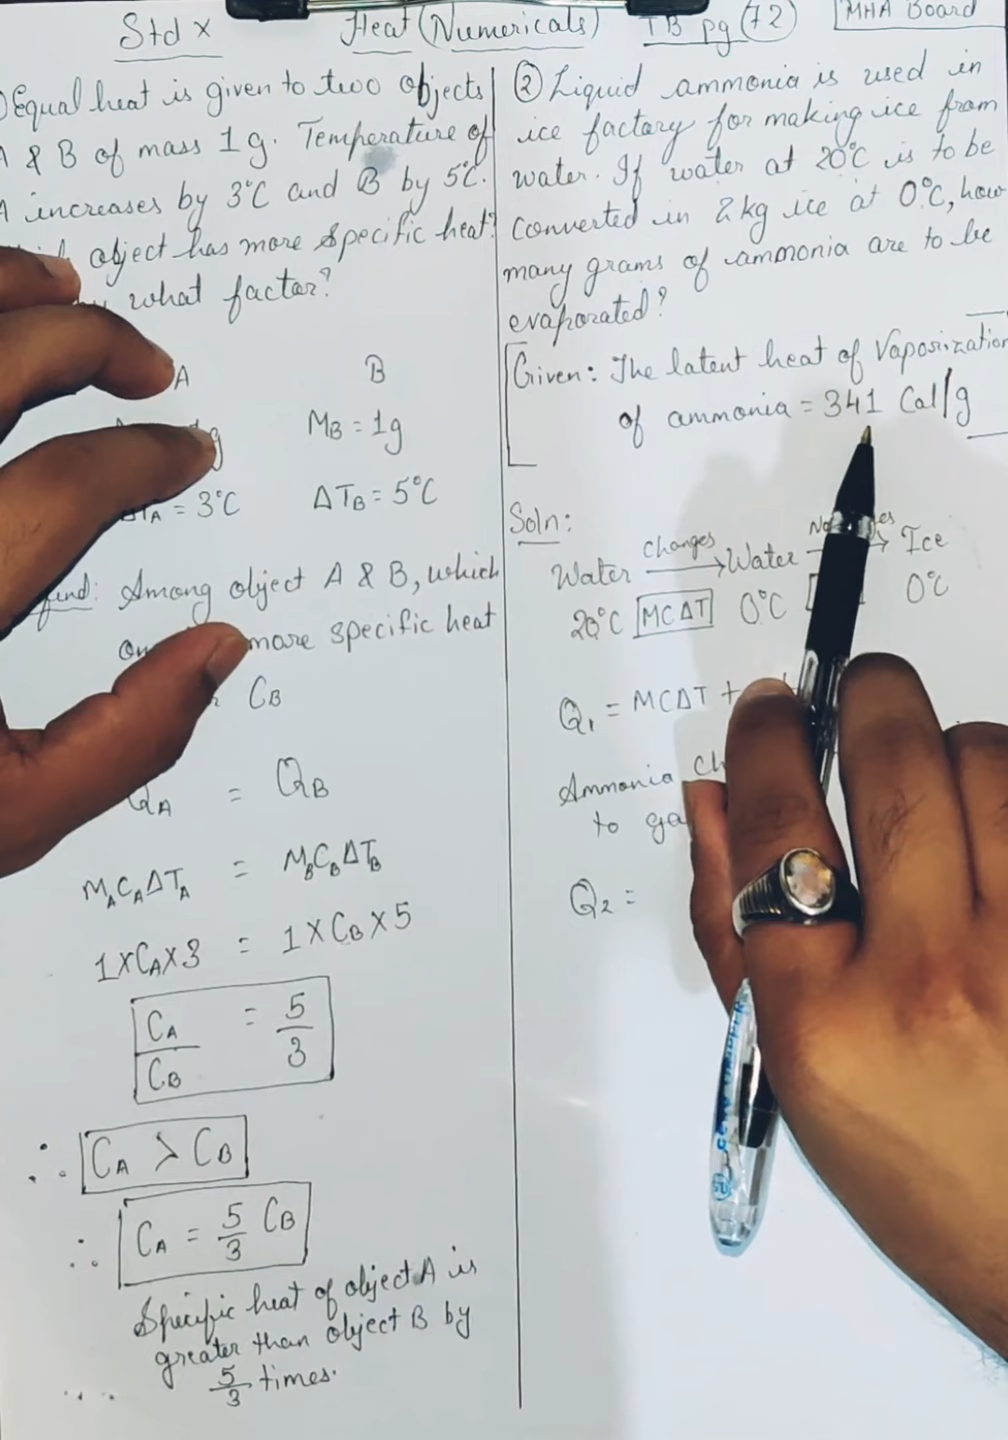 Std X
Heat (Numericals)
TB pg 72
MHA Board
Equal heat is given to two objects
A & B of mass 1g. Temperature of
A increases by 3°C and B by 5°C.
object has more specific heat?
what factor?
A B
MB = 1g
ΔTA = 3°C ΔTB = 5°C
find: Among object A & B, which
more specific heat
CB
QA = QB
MACAΔTA = MBCBΔTB
1×CA×3 = 1×CB×5
CA/CB = 5/3
∴ CA > CB
∴ CA = 5/3 CB
Specific heat of object A is
greater than object B by
5/3 times.
② Liquid ammonia is used in
ice factory for making ice from
water. If water at 20°C is to be
converted in 2kg ice at 0°C, how
many grams of ammonia are to be
evaporated?
Given: The latent heat of Vaporization
of ammonia = 341 Cal/g
Soln:
Changes
Water → Water → Ice
20°C MCΔT 0°C 0°C
Q1 = MCΔT +
Ammonia
to
Q2 =